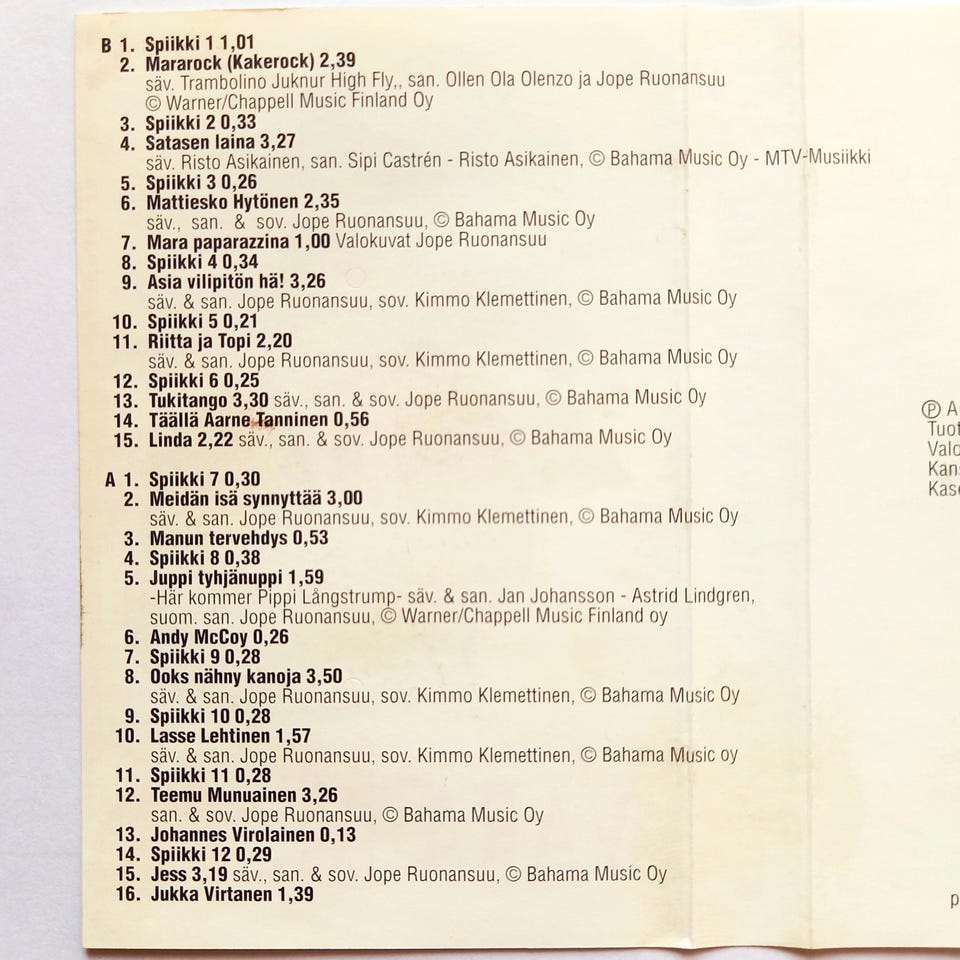 B 1. Spiikki 1 1,01
2. Mararock (Kakerock) 2,39
säv. Trambolino Juknur High Fly,, san. Ollen Ola Olenzo ja Jope Ruonansuu
© Warner/Chappell Music Finland Oy
3. Spiikki 2 0,33
4. Satasen laina 3,27
säv. Risto Asikainen, san. Sipi Castrén - Risto Asikainen, © Bahama Music Oy - MTV-Musiikki
5. Spiikki 3 0,26
6. Mattiesko Hytönen 2,35
säv., san. & sov. Jope Ruonansuu, © Bahama Music Oy
7. Mara paparazzina 1,00 Valokuvat Jope Ruonansuu
8. Spiikki 4 0,34
9. Asia vilipitön hä! 3,26
säv. & san. Jope Ruonansuu, sov. Kimmo Klemettinen, © Bahama Music Oy
10. Spiikki 5 0,21
11. Riitta ja Topi 2,20
säv. & san. Jope Ruonansuu, sov. Kimmo Klemettinen, © Bahama Music Oy
12. Spiikki 6 0,25
13. Tukitango 3,30 säv., san. & sov. Jope Ruonansuu, © Bahama Music Oy
14. Täällä Aarne Tanninen 0,56
15. Linda 2,22 säv., san. & sov. Jope Ruonansuu, © Bahama Music Oy
A 1. Spiikki 7 0,30
2. Meidän isä synnyttää 3,00
säv. & san. Jope Ruonansuu, sov. Kimmo Klemettinen, © Bahama Music Oy
3. Manun tervehdys 0,53
4. Spiikki 8 0,38
5. Juppi tyhjänuppi 1,59
-Här kommer Pippi Långstrump- säv. & san. Jan Johansson - Astrid Lindgren,
suom. san. Jope Ruonansuu, © Warner/Chappell Music Finland oy
6. Andy McCoy 0,26
7. Spiikki 9 0,28
8. Ooks nähny kanoja 3,50
säv. & san. Jope Ruonansuu, sov. Kimmo Klemettinen, © Bahama Music Oy
9. Spiikki 10 0,28
10. Lasse Lehtinen 1,57
säv. & san. Jope Ruonansuu, sov. Kimmo Klemettinen, © Bahama Music oy
11. Spiikki 11 0,28
12. Teemu Munuainen 3,26
san. & sov. Jope Ruonansuu, © Bahama Music Oy
13. Johannes Virolainen 0,13
14. Spiikki 12 0,29
15. Jess 3,19 säv., san. & sov. Jope Ruonansuu, © Bahama Music Oy
16. Jukka Virtanen 1,39